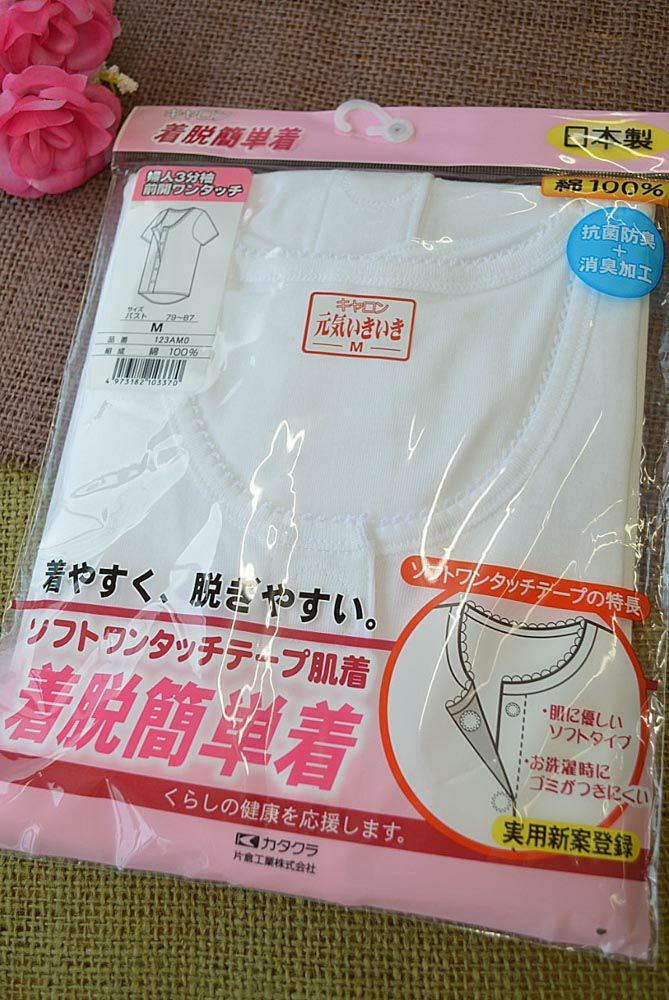 キャロン
着脱簡単着
日本製
綿100%
抗菌防臭
+
消臭加工
婦人3分袖
前開ワンタッチ
サイズ
バスト 79~87
M
品番 123AM0
組成 綿 100%
4 973182 103370
キャロン
元気いきいき
M
着やすく、脱ぎやすい。
ソフトワンタッチテープ肌着
着脱簡単着
くらしの健康を応援します。
カタクラ
片倉工業株式会社
ソフトワンタッチテープの特長
・肌に優しい
ソフトタイプ
・お洗濯時に
ゴミがつきにくい
実用新案登録